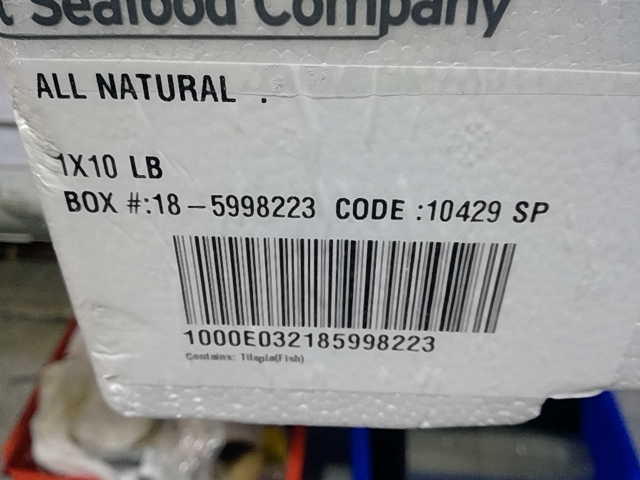 t Seafood Company
ALL NATURAL .
1X10 LB
BOX #:18-5998223 CODE :10429 SP
1000E032185998223
Contains: Tilapia(Fish)